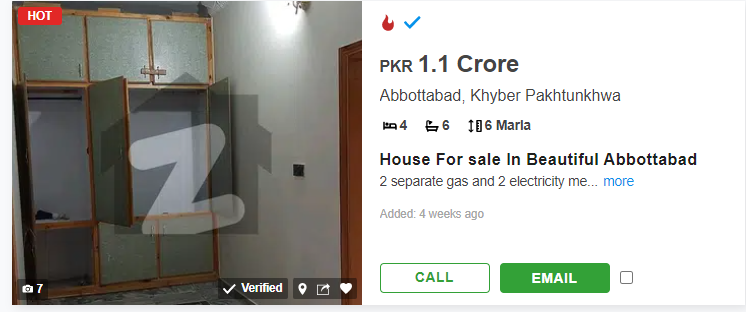 HOT
PKR 1.1 Crore
Abbottabad, Khyber Pakhtunkhwa
4 6 6 Marla
House For sale In Beautiful Abbottabad
2 separate gas and 2 electricity me... more
Added: 4 weeks ago
7 Verified
CALL EMAIL